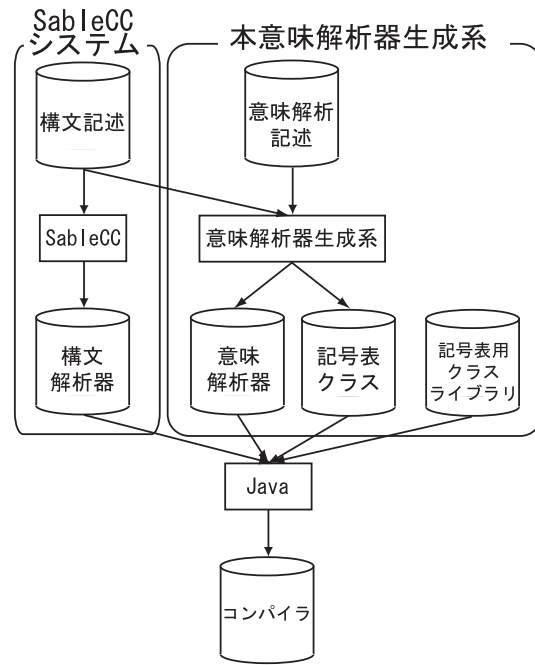 SableCC
システム
本意味解析器生成系
構文記述
意味解析
記述
SableCC
意味解析器生成系
構文
解析器
意味
解析器
記号表
クラス
記号表用
クラス
ライブラリ
Java
コンパイラ